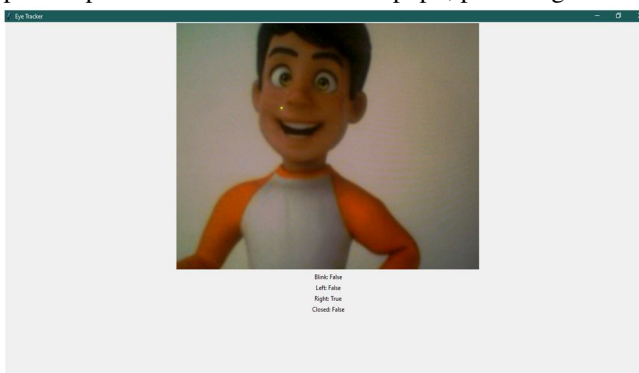 Eye Tracker
Blink: False
Left: False
Right: True
Closed: False